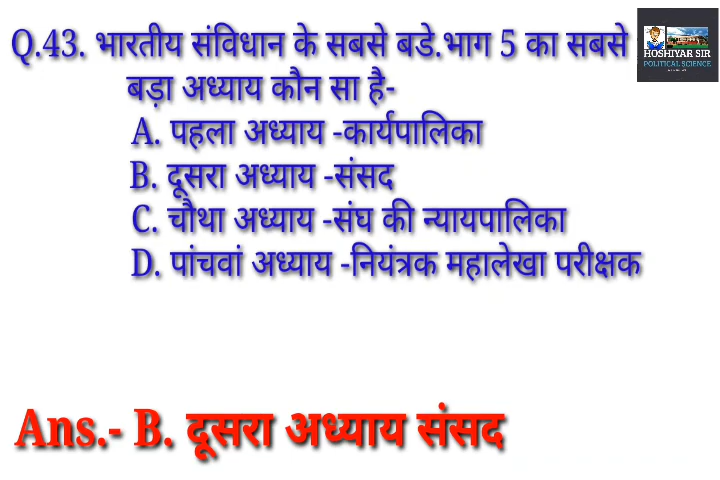 Q.43. भारतीय संविधान के सबसे बडे.भाग 5 का सबसे
बड़ा अध्याय कौन सा है-
A. पहला अध्याय -कार्यपालिका
B. दूसरा अध्याय -संसद
C. चौथा अध्याय -संघ की न्यायपालिका
D. पांचवां अध्याय -नियंत्रक महालेखा परीक्षक
Ans.- B. दूसरा अध्याय संसद
HOSHIYAR SIR
POLITICAL SCIENCE